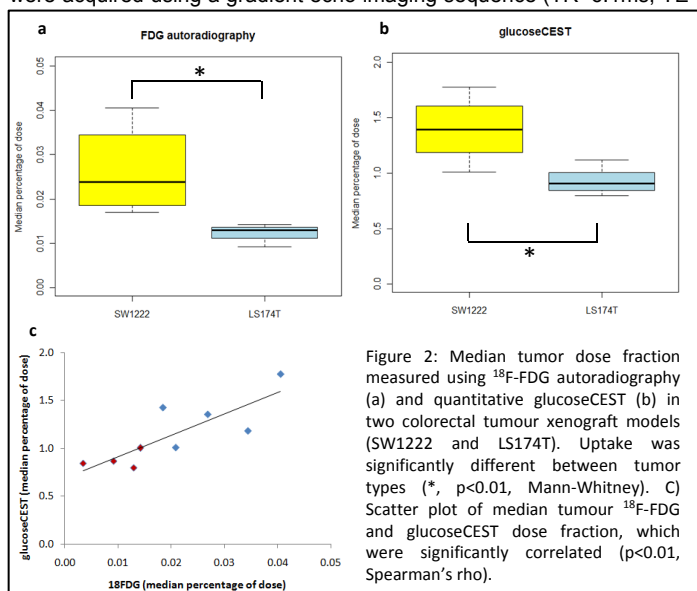 were acquired using a gradient echo imaging sequence (TR=
a
FDG autoradiography
Median percentage of dose
0.00 0.01 0.02 0.03 0.04 0.05
*
SW1222 LS174T
b
glucoseCEST
Median percentage of dose
0.0 0.5 1.0 1.5 2.0
*
SW1222 LS174T
c
glucoseCEST (median percentage of dose)
2.0
1.5
1.0
0.5
0.0
0.00 0.01 0.02 0.03 0.04 0.05
18FDG (median percentage of dose)
Figure 2: Median tumor dose fraction
measured using ¹⁸F-FDG autoradiography
(a) and quantitative glucoseCEST (b) in
two colorectal tumour xenograft models
(SW1222 and LS174T). Uptake was
significantly different between tumor
types (*, p<0.01, Mann-Whitney). C)
Scatter plot of median tumour ¹⁸F-FDG
and glucoseCEST dose fraction, which
were significantly correlated (p<0.01,
Spearman's rho).